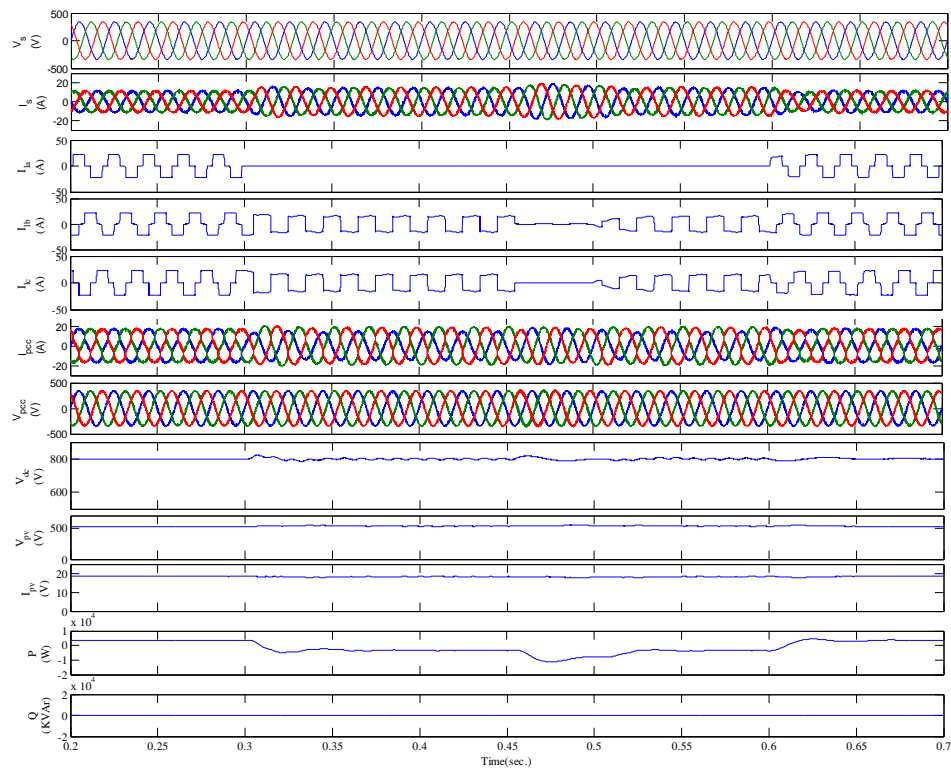 500
0
-500
V_s
(V)
20
0
-20
I_s
(A)
50
0
-50
I_la
(A)
50
0
-50
I_lb
(A)
50
0
-50
I_lc
(A)
20
0
-20
I_pcc
(A)
500
0
-500
V_pcc
(V)
800
600
V_dc
(V)
500
0
V_pv
(V)
20
10
0
I_pv
(V)
x 10^4
1
0
-1
-2
P
(W)
x 10^4
2
0
-2
Q
(KVAr)
0.2 0.25 0.3 0.35 0.4 0.45 0.5 0.55 0.6 0.65 0.7
Time(sec.)